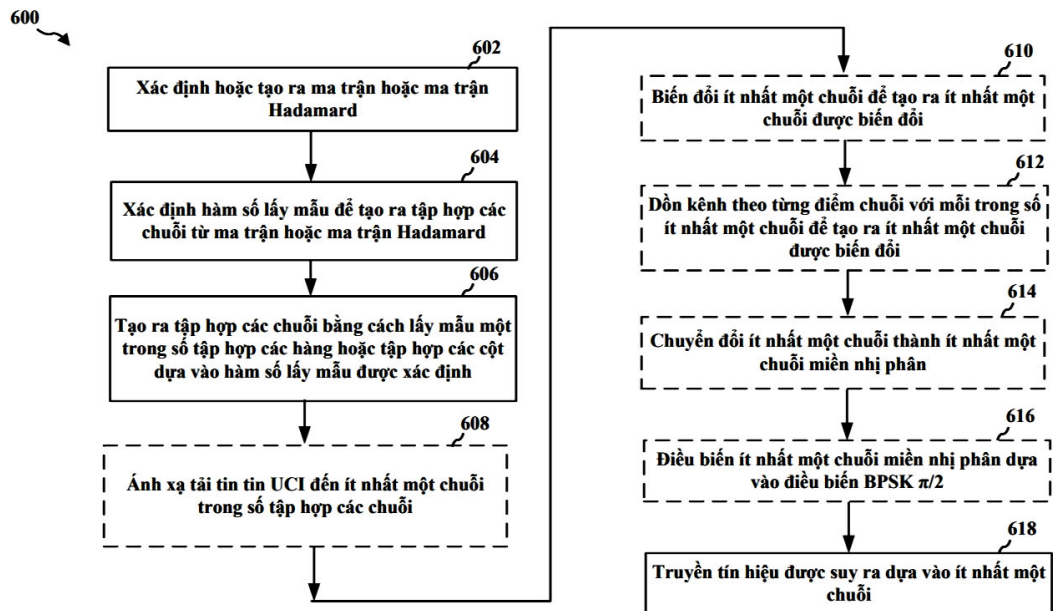 600
602
Xác định hoặc tạo ra ma trận hoặc ma trận
Hadamard
604
Xác định hàm số lấy mẫu để tạo ra tập hợp các
chuỗi từ ma trận hoặc ma trận Hadamard
606
Tạo ra tập hợp các chuỗi bằng cách lấy mẫu một
trong số tập hợp các hàng hoặc tập hợp các cột
dựa vào hàm số lấy mẫu được xác định
608
Ánh xạ tải tin tin UCI đến ít nhất một chuỗi
trong số tập hợp các chuỗi
610
Biến đổi ít nhất một chuỗi để tạo ra ít nhất một
chuỗi được biến đổi
612
Dồn kênh theo từng điểm chuỗi với mỗi trong số
ít nhất một chuỗi để tạo ra ít nhất một chuỗi
được biến đổi
614
Chuyển đổi ít nhất một chuỗi thành ít nhất một
chuỗi miền nhị phân
616
Điều biến ít nhất một chuỗi miền nhị phân dựa
vào điều biến BPSK π/2
618
Truyền tín hiệu được suy ra dựa vào ít nhất một
chuỗi